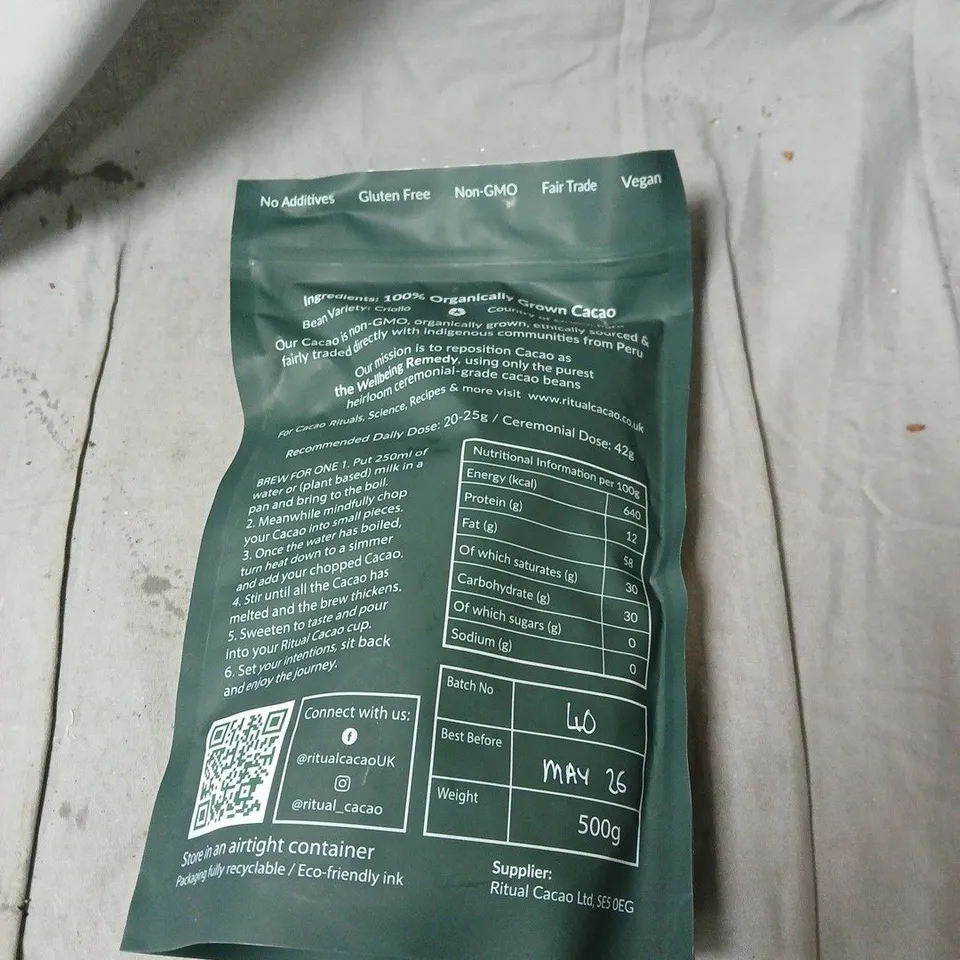 No Additives Gluten Free Non-GMO Fair Trade Vegan
Ingredients: 100% Organically Grown Cacao
Bean Variety: Criollo Country of
Our Cacao is non-GMO, organically grown, ethically sourced &
fairly traded directly with indigenous communities from Peru
Our mission is to reposition Cacao as
the Wellbeing Remedy, using only the purest
heirloom ceremonial-grade cacao beans
For Cacao Rituals, Science, Recipes & more visit www.ritualcacao.co.uk
Recommended Daily Dose: 20-25g / Ceremonial Dose: 42g
BREW FOR ONE 1. Put 250ml of
water or (plant based) milk in a
pan and bring to the boil.
2. Meanwhile mindfully chop
your Cacao into small pieces.
3. Once the water has boiled,
turn heat down to a simmer
and add your chopped Cacao.
4. Stir until all the Cacao has
melted and the brew thickens.
5. Sweeten to taste and pour
into your Ritual Cacao cup.
6. Set your intentions, sit back
and enjoy the journey.
Nutritional Information per 100g
Energy (kcal) 640
Protein (g) 12
Fat (g) 58
Of which saturates (g) 30
Carbohydrate (g) 30
Of which sugars (g) 0
Sodium (g) 0
Batch No 40
Best Before MAY 26
Weight 500g
Connect with us:
@ritualcacaoUK
@ritual_cacao
Store in an airtight container
Packaging fully recyclable / Eco-friendly ink
Supplier:
Ritual Cacao Ltd, SE5 0EG